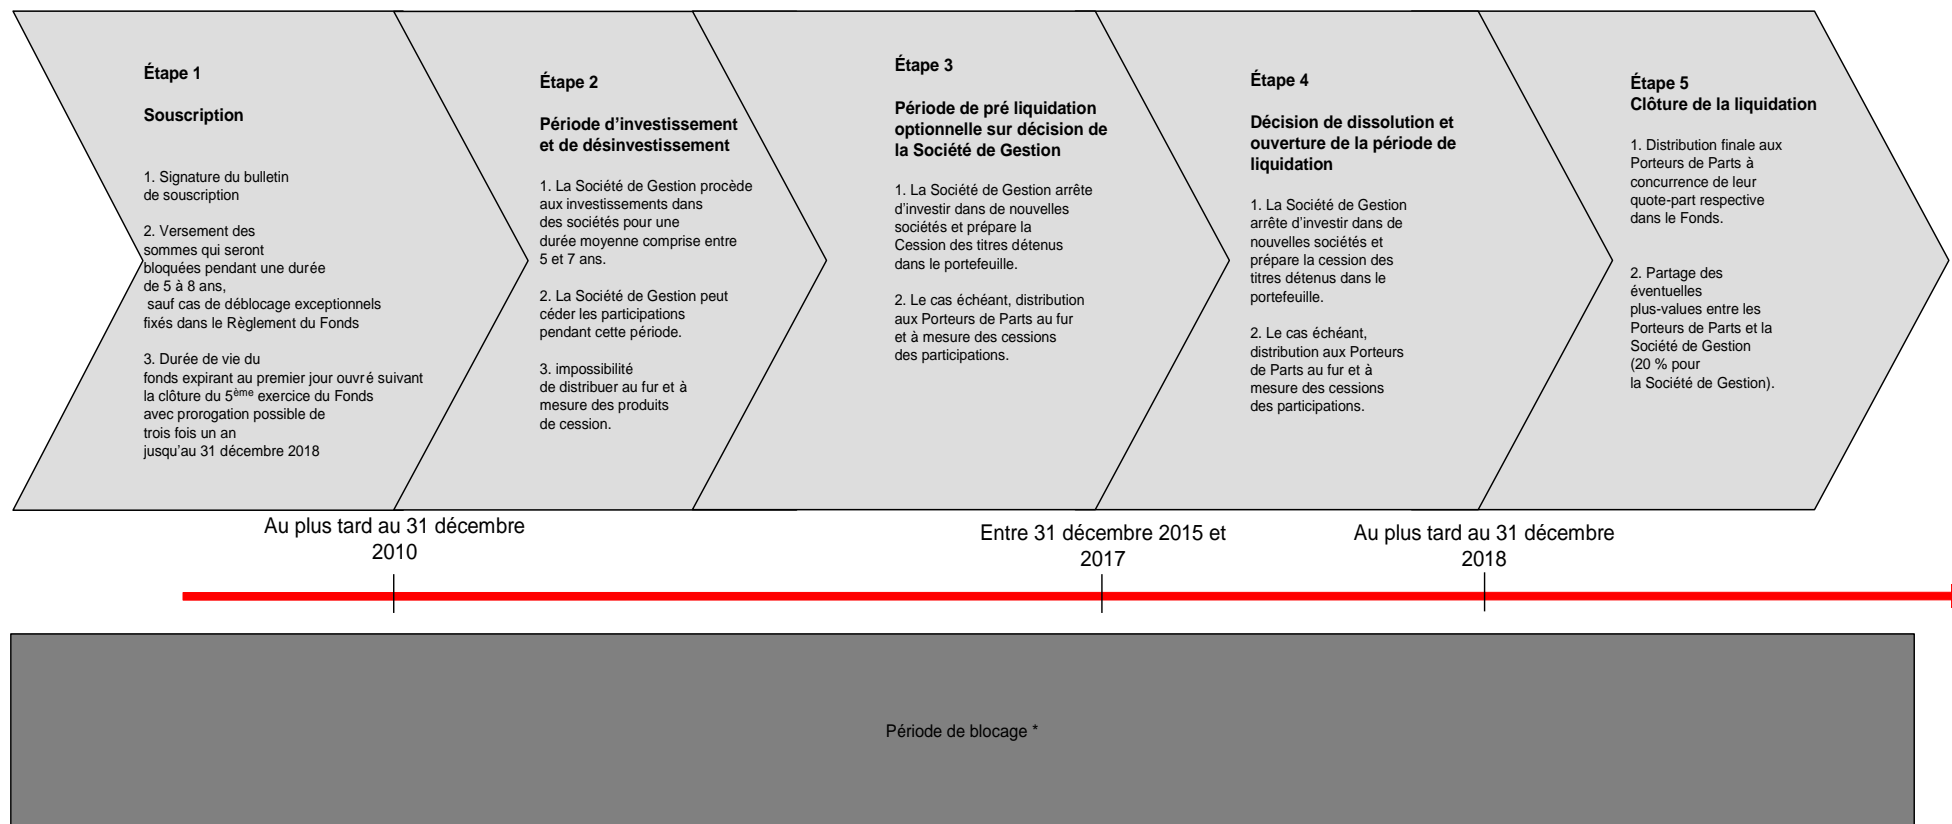 Étape 1
Souscription
1. Signature du bulletin
de souscription
2. Versement des
sommes qui seront
bloquées pendant une durée
de 5 à 8 ans,
sauf cas de déblocage exceptionnels
fixés dans le Règlement du Fonds
3. Durée de vie du
fonds expirant au premier jour ouvré suivant
la clôture du 5ème exercice du Fonds
avec prorogation possible de
trois fois un an
jusqu'au 31 décembre 2018
Étape 2
Période d'investissement
et de désinvestissement
1. La Société de Gestion procède
aux investissements dans
des sociétés pour une
durée moyenne comprise entre
5 et 7 ans.
2. La Société de Gestion peut
céder les participations
pendant cette période.
3. impossibilité
de distribuer au fur et à
mesure des produits
de cession.
Étape 3
Période de pré liquidation
optionnelle sur décision de
la Société de Gestion
1. La Société de Gestion arrête
d'investir dans de nouvelles
sociétés et prépare la
Cession des titres détenus
dans le portefeuille.
2. Le cas échéant, distribution
aux Porteurs de Parts au fur
et à mesure des cessions
des participations.
Étape 4
Décision de dissolution et
ouverture de la période de
liquidation
1. La Société de Gestion
arrête d'investir dans de
nouvelles sociétés et
prépare la cession des
titres détenus dans le
portefeuille.
2. Le cas échéant,
distribution aux Porteurs
de Parts au fur et à
mesure des cessions
des participations.
Étape 5
Clôture de la liquidation
1. Distribution finale aux
Porteurs de Parts à
concurrence de leur
quote-part respective
dans le Fonds.
2. Partage des
éventuelles
plus-values entre les
Porteurs de Parts et la
Société de Gestion
(20 % pour
la Société de Gestion).
Au plus tard au 31 décembre
2010
Entre 31 décembre 2015 et
2017
Au plus tard au 31 décembre
2018
Période de blocage *